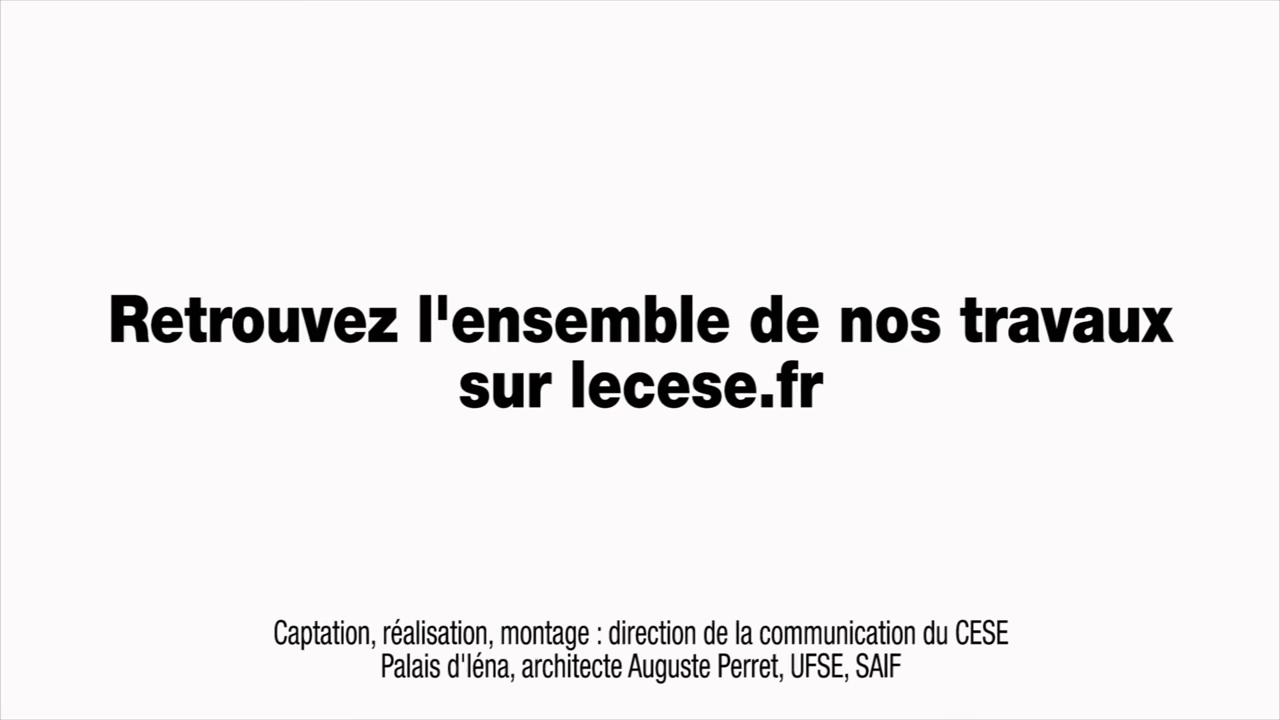 Retrouvez l'ensemble de nos travaux
sur lecese.fr
Captation, réalisation, montage : direction de la communication du CESE
Palais d'Iéna, architecte Auguste Perret, UFSE, SAIF